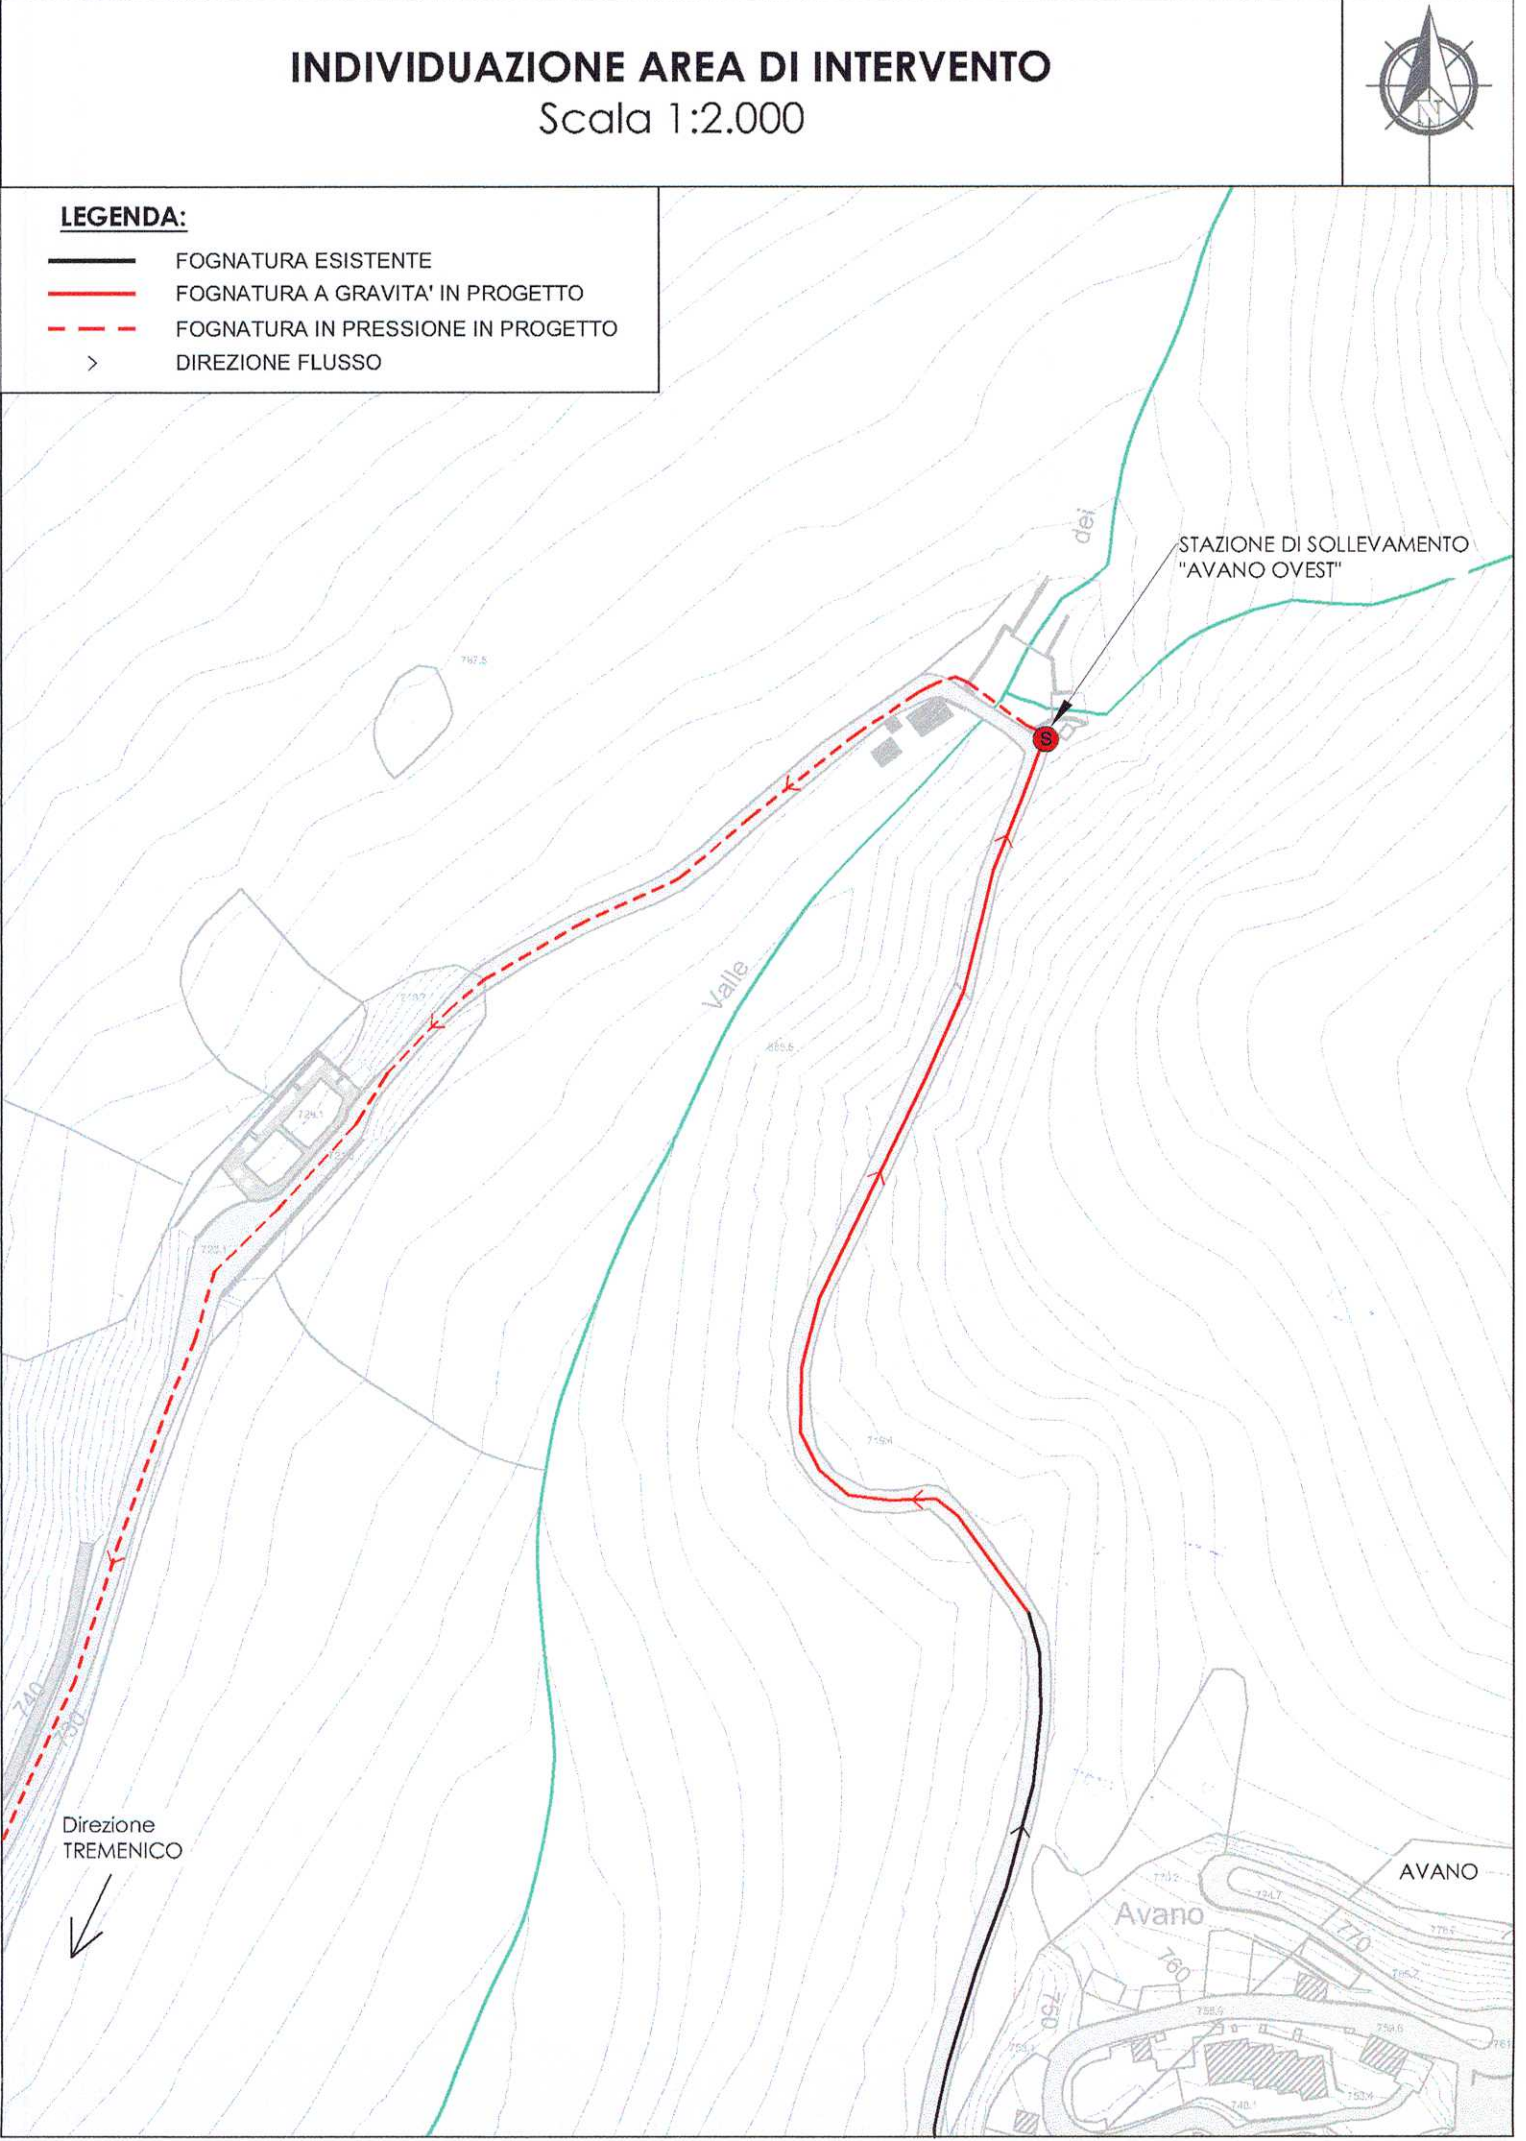 INDIVIDUAZIONE AREA DI INTERVENTO
Scala 1:2.000
N
LEGENDA:
FOGNATURA ESISTENTE
FOGNATURA A GRAVITA' IN PROGETTO
FOGNATURA IN PRESSIONE IN PROGETTO
> DIREZIONE FLUSSO
dei
STAZIONE DI SOLLEVAMENTO
"AVANO OVEST"
S
Valle
724.1
740
730
Direzione
TREMENICO
AVANO
Avano
770
760
750